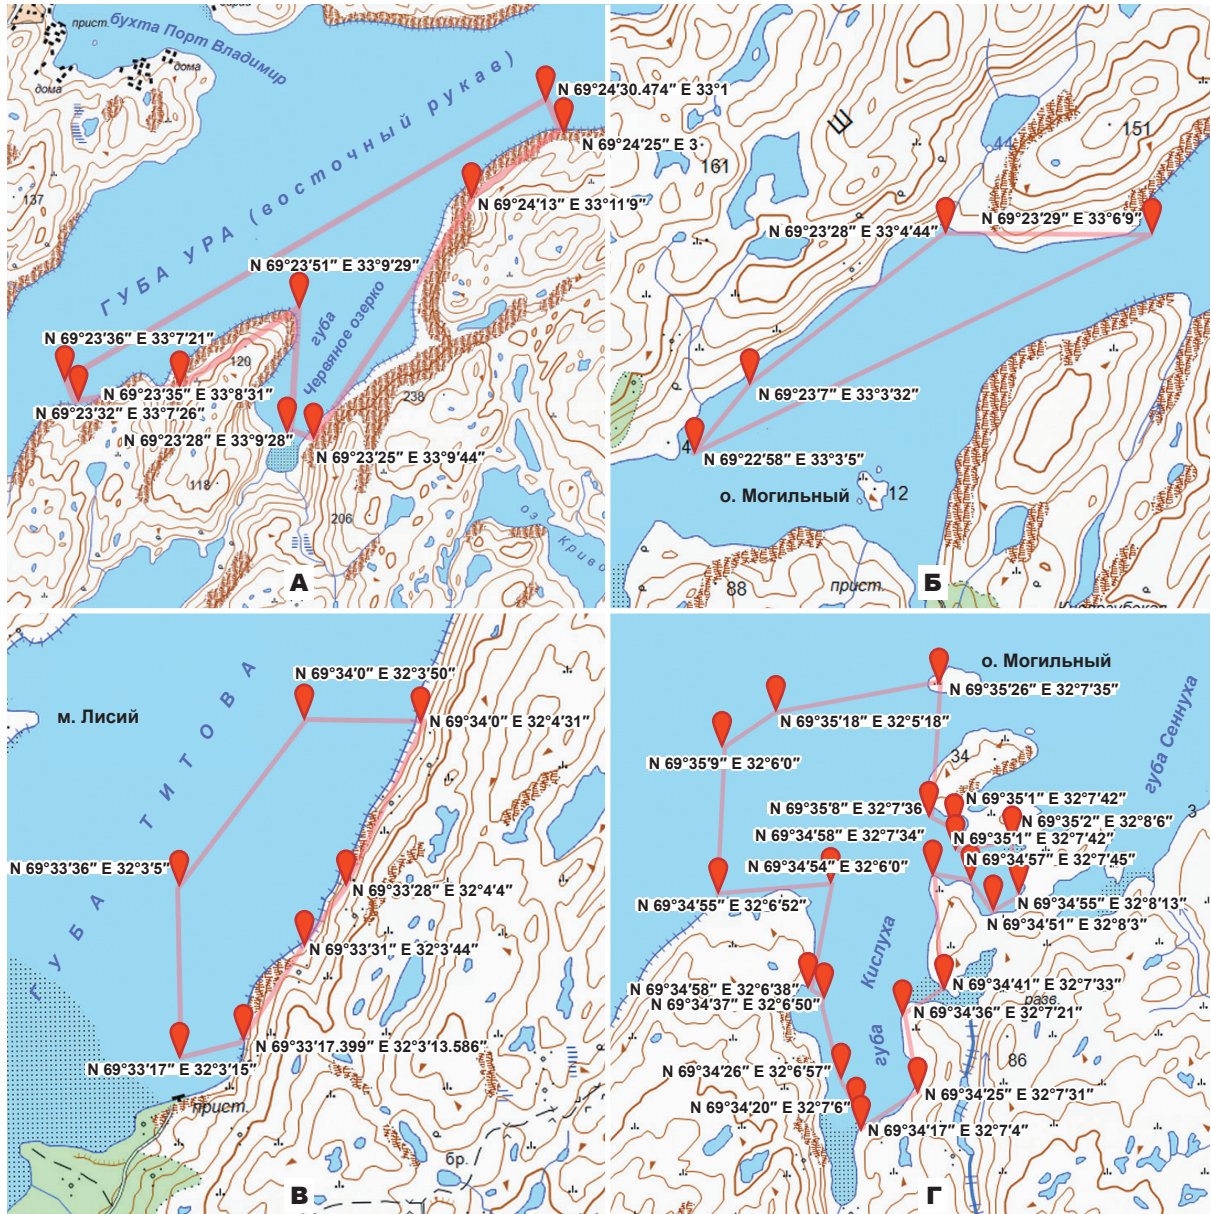 прист.
бухта Порт Владимир
дома
дома
137
ГУБА УРА (восточный рукав)
N 69°24′30.474″ E 33°1
N 69°24′25″ E 3
N 69°24′13″ E 33°11′9″
N 69°23′51″ E 33°9′29″
губа
Червяное озерко
N 69°23′36″ E 33°7′21″
120
N 69°23′35″ E 33°8′31″
238
N 69°23′32″ E 33°7′26″
N 69°23′28″ E 33°9′28″
N 69°23′25″ E 33°9′44″
118
206
оз. Криво
А
Ш
161
151
44
N 69°23′29″ E 33°6′9″
N 69°23′28″ E 33°4′44″
N 69°23′7″ E 33°3′32″
4
N 69°22′58″ E 33°3′5″
о. Могильный
12
88
прист.
Б
м. Лисий
ГУБА ТИТОВА
N 69°34′0″ E 32°3′50″
N 69°34′0″ E 32°4′31″
N 69°33′36″ E 32°3′5″
N 69°33′28″ E 32°4′4″
N 69°33′31″ E 32°3′44″
N 69°33′17.399″ E 32°3′13.586″
N 69°33′17″ E 32°3′15″
прист.
бр.
В
о. Могильный
N 69°35′26″ E 32°7′35″
N 69°35′18″ E 32°5′18″
губа Сеннуха
N 69°35′9″ E 32°6′0″
34
N 69°35′8″ E 32°7′36
N 69°35′1″ E 32°7′42″
3
N 69°35′2″ E 32°8′6″
N 69°34′58″ E 32°7′34″
N 69°35′1″ E 32°7′42″
N 69°34′54″ E 32°6′0″
N 69°34′57″ E 32°7′45″
N 69°34′55″ E 32°6′52″
N 69°34′55″ E 32°8′13″
N 69°34′51″ E 32°8′3″
губа Кислуха
N 69°34′58″ E 32°6′38″
N 69°34′41″ E 32°7′33″
N 69°34′37″ E 32°6′50″
разв.
N 69°34′36″ E 32°7′21″
86
N 69°34′26″ E 32°6′57″
N 69°34′25″ E 32°7′31″
N 69°34′20″ E 32°7′6″
N 69°34′17″ E 32°7′4″
Г